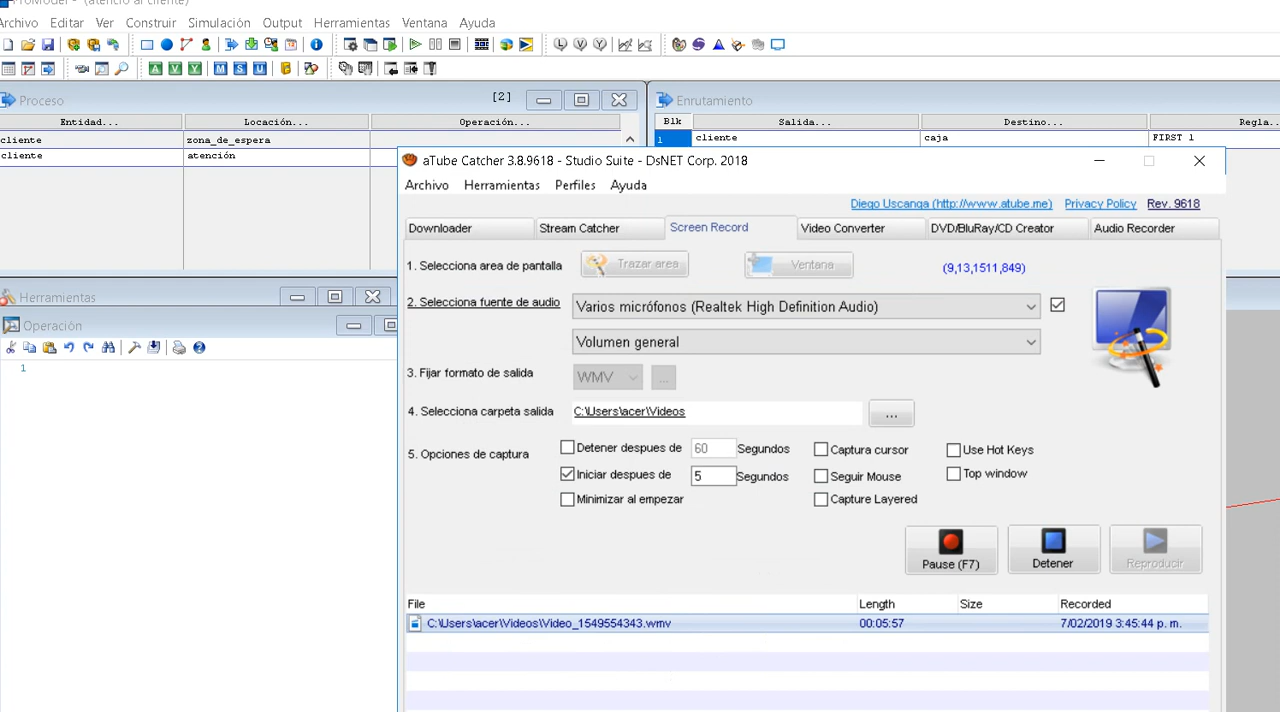 ProModel - (atenció al cliente)
Archivo Editar Ver Construir Simulación Output Herramientas Ventana Ayuda
Proceso [2]
Entidad... Locación... Operación...
cliente zona_de_espera
cliente atención
Enrutamiento
Blk Salida... Destino... Regla...
1 cliente caja FIRST 1
Herramientas
Operación
1
aTube Catcher 3.8.9618 - Studio Suite - DsNET Corp. 2018
Archivo Herramientas Perfiles Ayuda
Diego Uscanga (http://www.atube.me) Privacy Policy Rev. 9618
Downloader Stream Catcher Screen Record Video Converter DVD/BluRay/CD Creator Audio Recorder
1. Selecciona area de pantalla Trazar area Ventana (9,13,1511,849)
2. Selecciona fuente de audio Varios micrófonos (Realtek High Definition Audio)
Volumen general
3. Fijar formato de salida WMV ...
4. Selecciona carpeta salida C:\Users\acer\Videos ...
5. Opciones de captura Detener despues de 60 Segundos Captura cursor Use Hot Keys
Iniciar despues de 5 Segundos Seguir Mouse Top window
Minimizar al empezar Capture Layered
Pause (F7) Detener Reproducir
File Length Size Recorded
C:\Users\acer\Videos\Video_1549554343.wmv 00:05:57 7/02/2019 3:45:44 p. m.